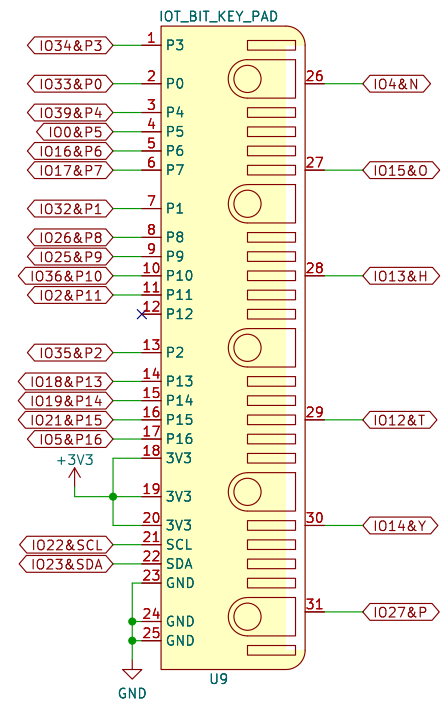 IOT_BIT_KEY_PAD
IO34&P3 1 P3
IO33&P0 2 P0 26 IO4&N
IO39&P4 3 P4
IO0&P5 4 P5
IO16&P6 5 P6
IO17&P7 6 P7 27 IO15&O
IO32&P1 7 P1
IO26&P8 8 P8
IO25&P9 9 P9
IO36&P10 10 P10 28 IO13&H
IO2&P11 11 P11
12 P12
IO35&P2 13 P2
IO18&P13 14 P13
IO19&P14 15 P14
IO21&P15 16 P15 29 IO12&T
IO5&P16 17 P16
+3V3 18 3V3
19 3V3
20 3V3 30 IO14&Y
IO22&SCL 21 SCL
IO23&SDA 22 SDA
23 GND
24 GND 31 IO27&P
25 GND
GND U9